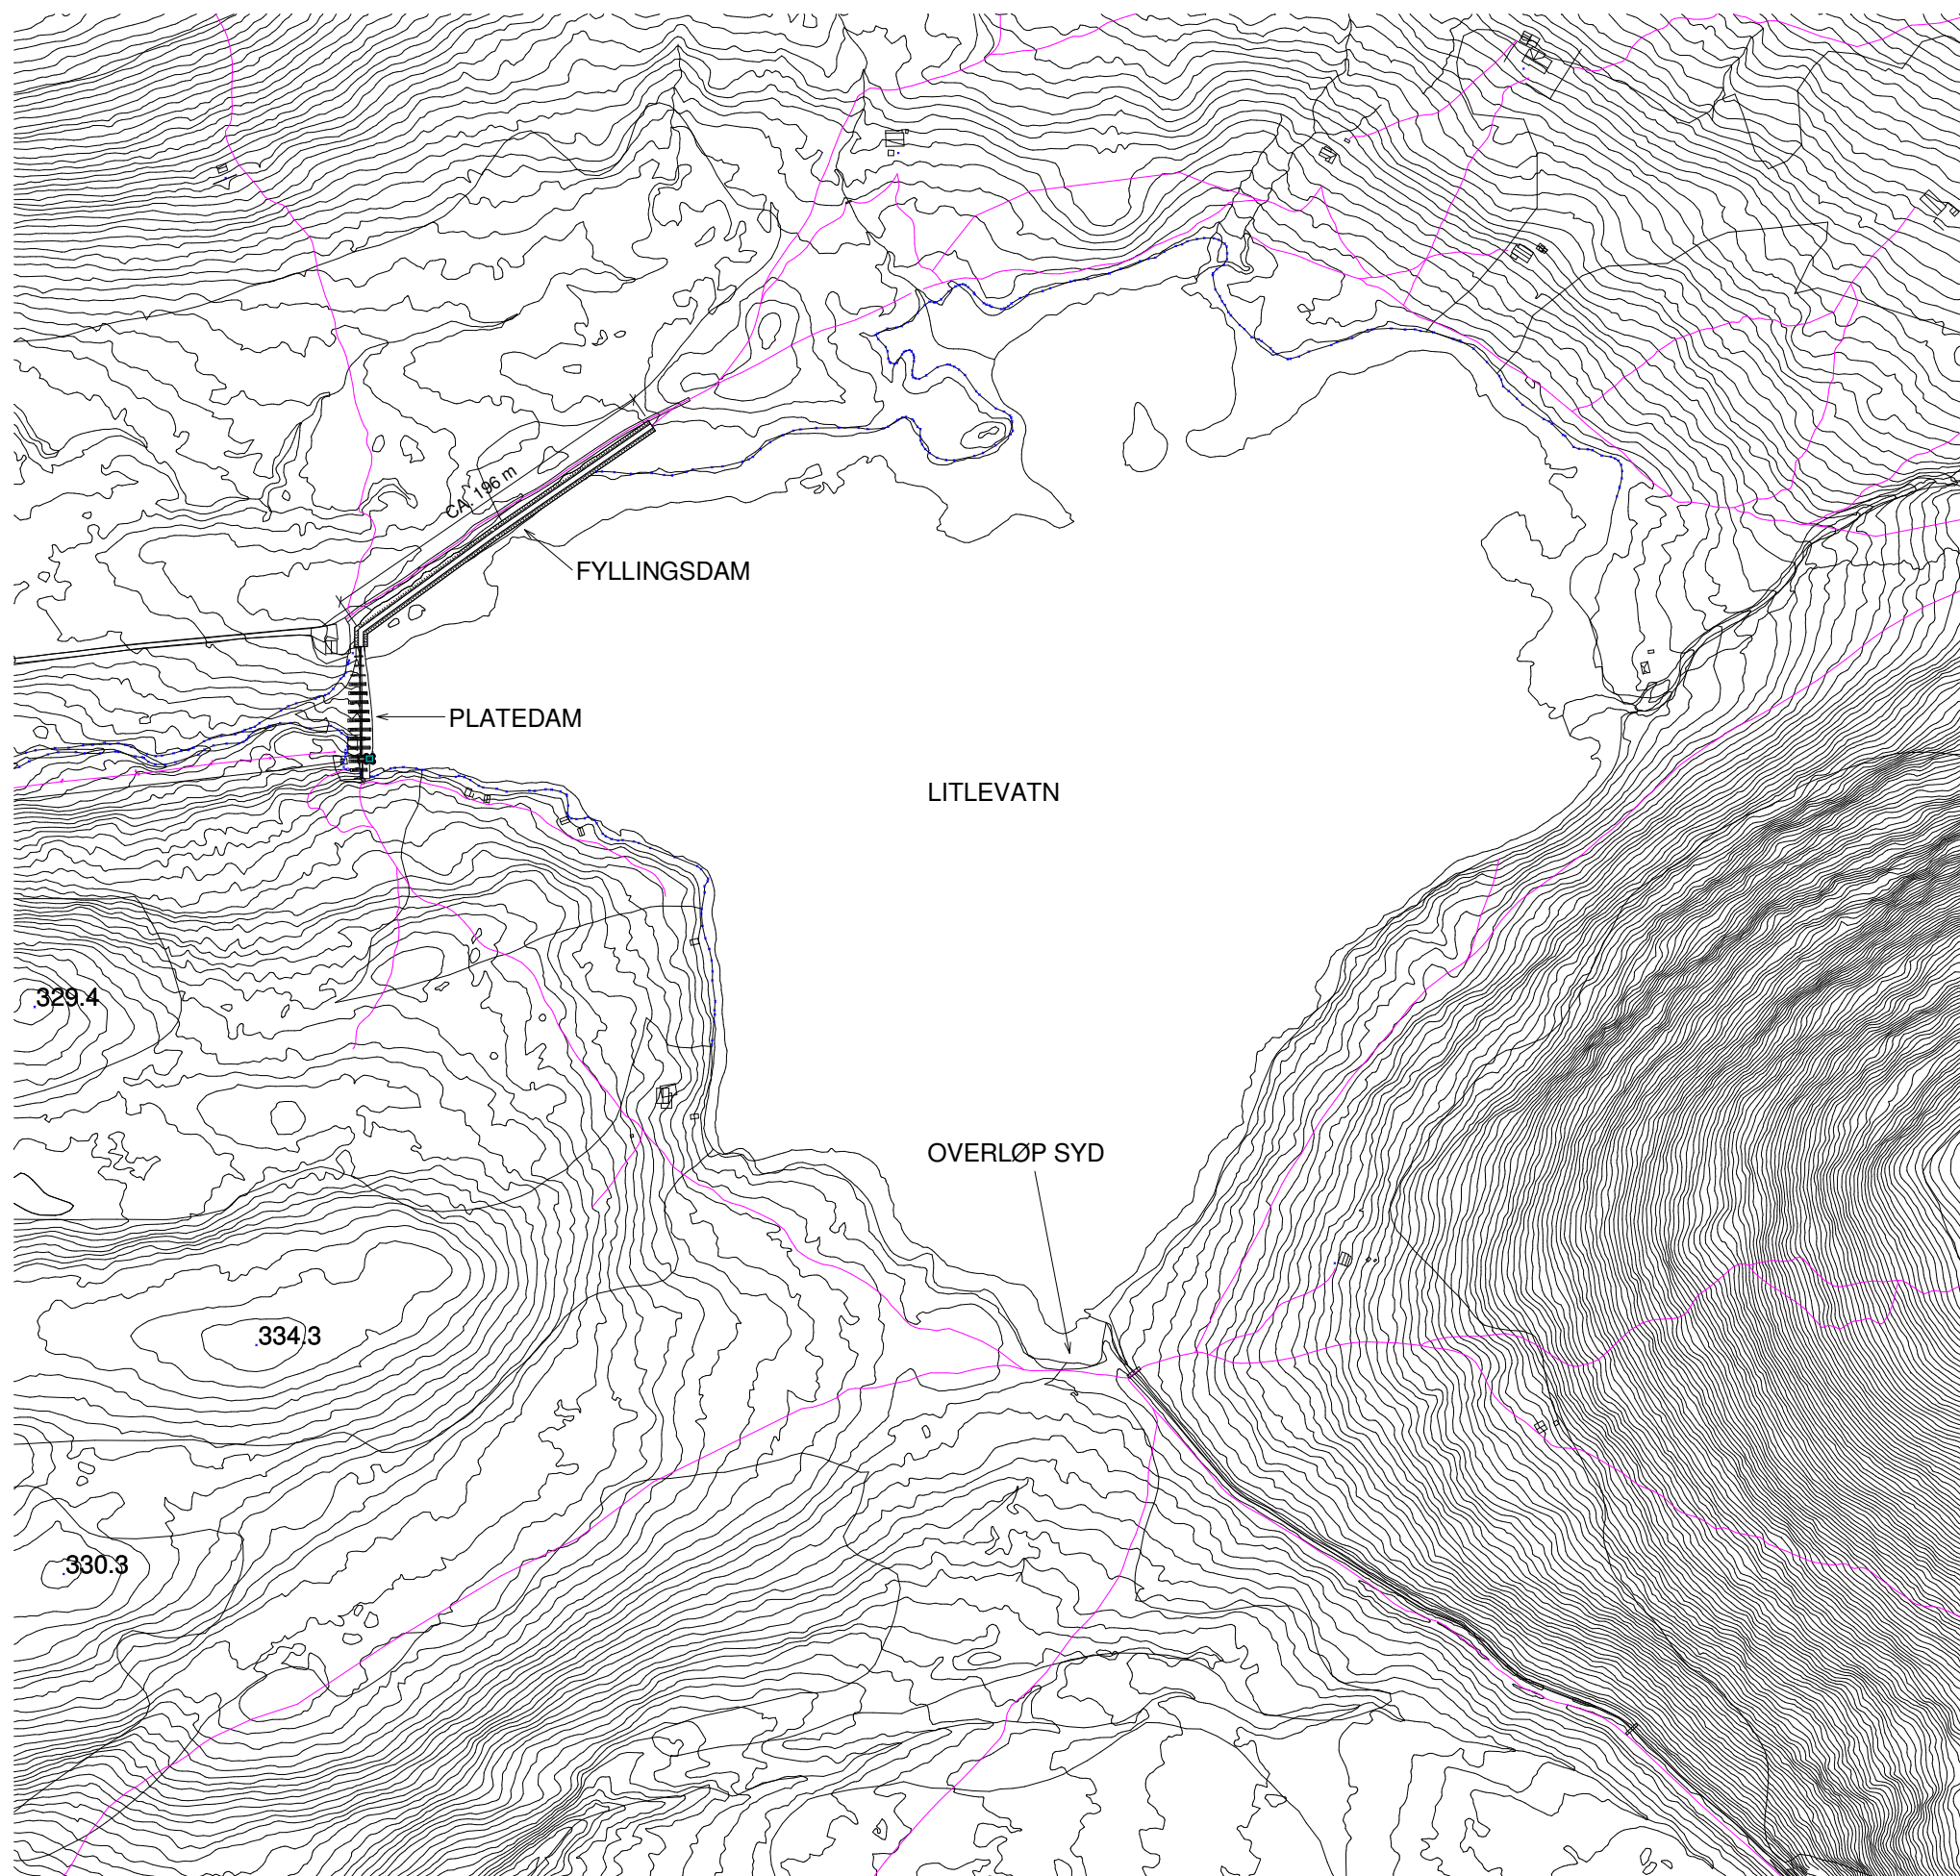 CA. 196 m
FYLLINGSDAM
PLATEDAM
LITLEVATN
329.4
OVERLØP SYD
334.3
330.3